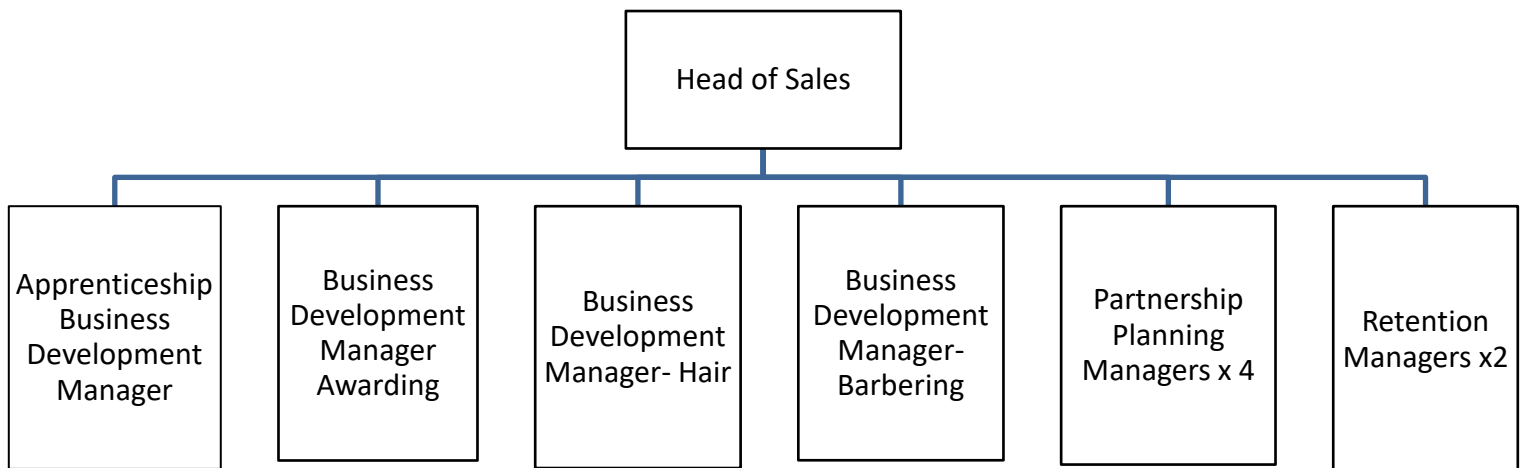 Head of Sales
Apprenticeship
Business
Development
Manager
Business
Development
Manager
Awarding
Business
Development
Manager- Hair
Business
Development
Manager-
Barbering
Partnership
Planning
Managers x 4
Retention
Managers x2